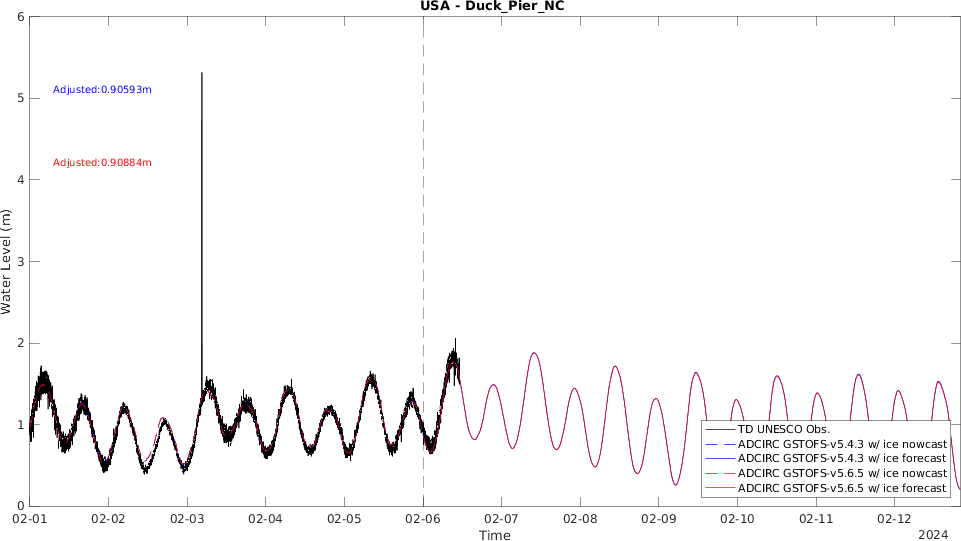 USA - Duck_Pier_NC
6
5
4
3
2
1
0
Water Level (m)
Adjusted:0.90593m
Adjusted:0.90884m
TD UNESCO Obs.
ADCIRC GSTOFS-v5.4.3 w/ ice nowcast
ADCIRC GSTOFS-v5.4.3 w/ ice forecast
ADCIRC GSTOFS-v5.6.5 w/ ice nowcast
ADCIRC GSTOFS-v5.6.5 w/ ice forecast
02-01 02-02 02-03 02-04 02-05 02-06 02-07 02-08 02-09 02-10 02-11 02-12
Time
2024